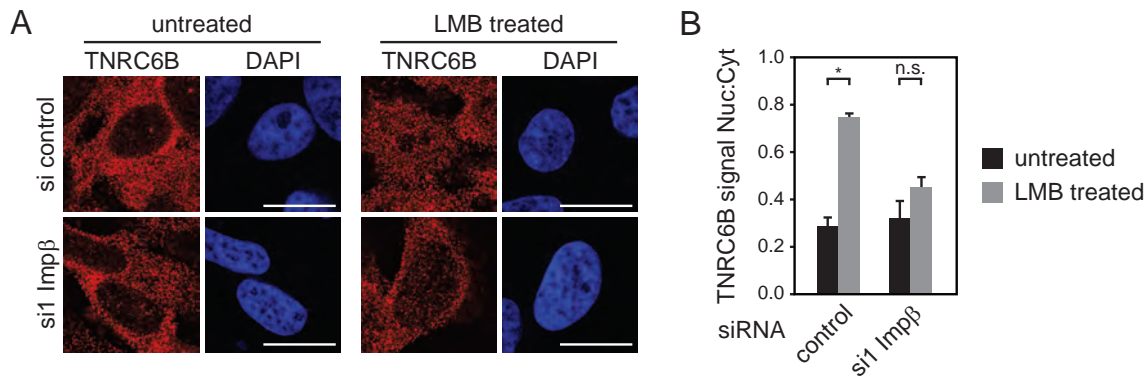 A
untreated
LMB treated
TNRC6B
DAPI
TNRC6B
DAPI
si control
si1 Impβ
B
TNRC6B signal Nuc:Cyt
1.0
0.8
0.6
0.4
0.2
0.0
*
n.s.
siRNA
control
si1 Impβ
untreated
LMB treated